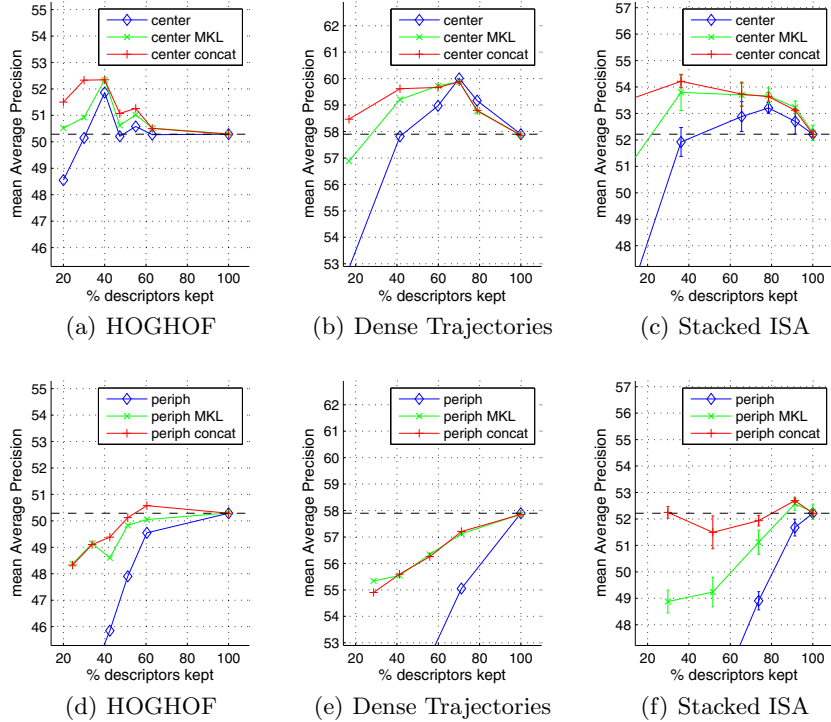 55
54
53
52
51
50
49
48
47
46
20 40 60 80 100
mean Average Precision
% descriptors kept
center
center MKL
center concat
(a) HOGHOF
62
61
60
59
58
57
56
55
54
53
20 40 60 80 100
mean Average Precision
% descriptors kept
center
center MKL
center concat
(b) Dense Trajectories
57
56
55
54
53
52
51
50
49
48
20 40 60 80 100
mean Average Precision
% descriptors kept
center
center MKL
center concat
(c) Stacked ISA
55
54
53
52
51
50
49
48
47
46
20 40 60 80 100
mean Average Precision
% descriptors kept
periph
periph MKL
periph concat
(d) HOGHOF
62
61
60
59
58
57
56
55
54
53
20 40 60 80 100
mean Average Precision
% descriptors kept
periph
periph MKL
periph concat
(e) Dense Trajectories
57
56
55
54
53
52
51
50
49
48
20 40 60 80 100
mean Average Precision
% descriptors kept
periph
periph MKL
periph concat
(f) Stacked ISA